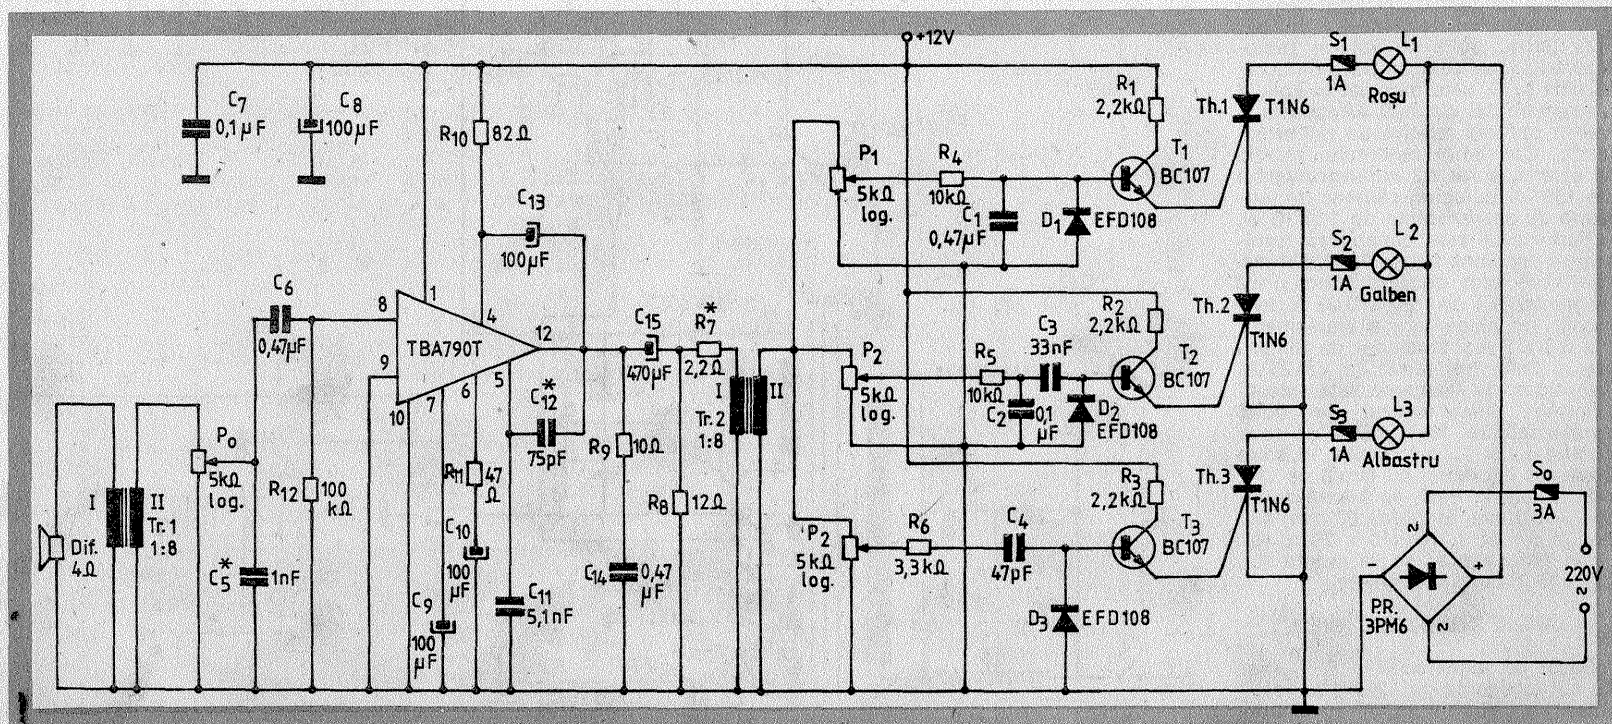 +12V
C7
0,1µF
C8
100µF
R10
82Ω
C13
100µF
C6
0,47µF
8
9
10
7
6
5
4
1
12
TBA790T
C12*
75pF
R11
47
Ω
C10
100
µF
C9
100
µF
C11
5,1nF
R9
10Ω
C14
0,47
µF
R8
12Ω
C15
470µF
R7*
2,2Ω
I
II
Tr.2
1:8
Dif.
4Ω
I
II
Tr.1
1:8
P0
5kΩ
log.
C5*
1nF
R12
100
kΩ
P1
5kΩ
log.
R4
10kΩ
C1
0,47µF
D1
EFD108
R1
2,2kΩ
T1
BC107
Th.1
T1N6
S1
1A
L1
Roșu
P2
5kΩ
log.
R5
10kΩ
C3
33nF
C2
0,1
µF
D2
EFD108
R2
2,2kΩ
T2
BC107
Th.2
T1N6
S2
1A
L2
Galben
P2
5kΩ
log.
R6
3,3kΩ
C4
47pF
D3
EFD108
R3
2,2kΩ
T3
BC107
Th.3
T1N6
S3
1A
L3
Albastru
S0
3A
220V
~
~
~
-
+
P.R.
3PM6